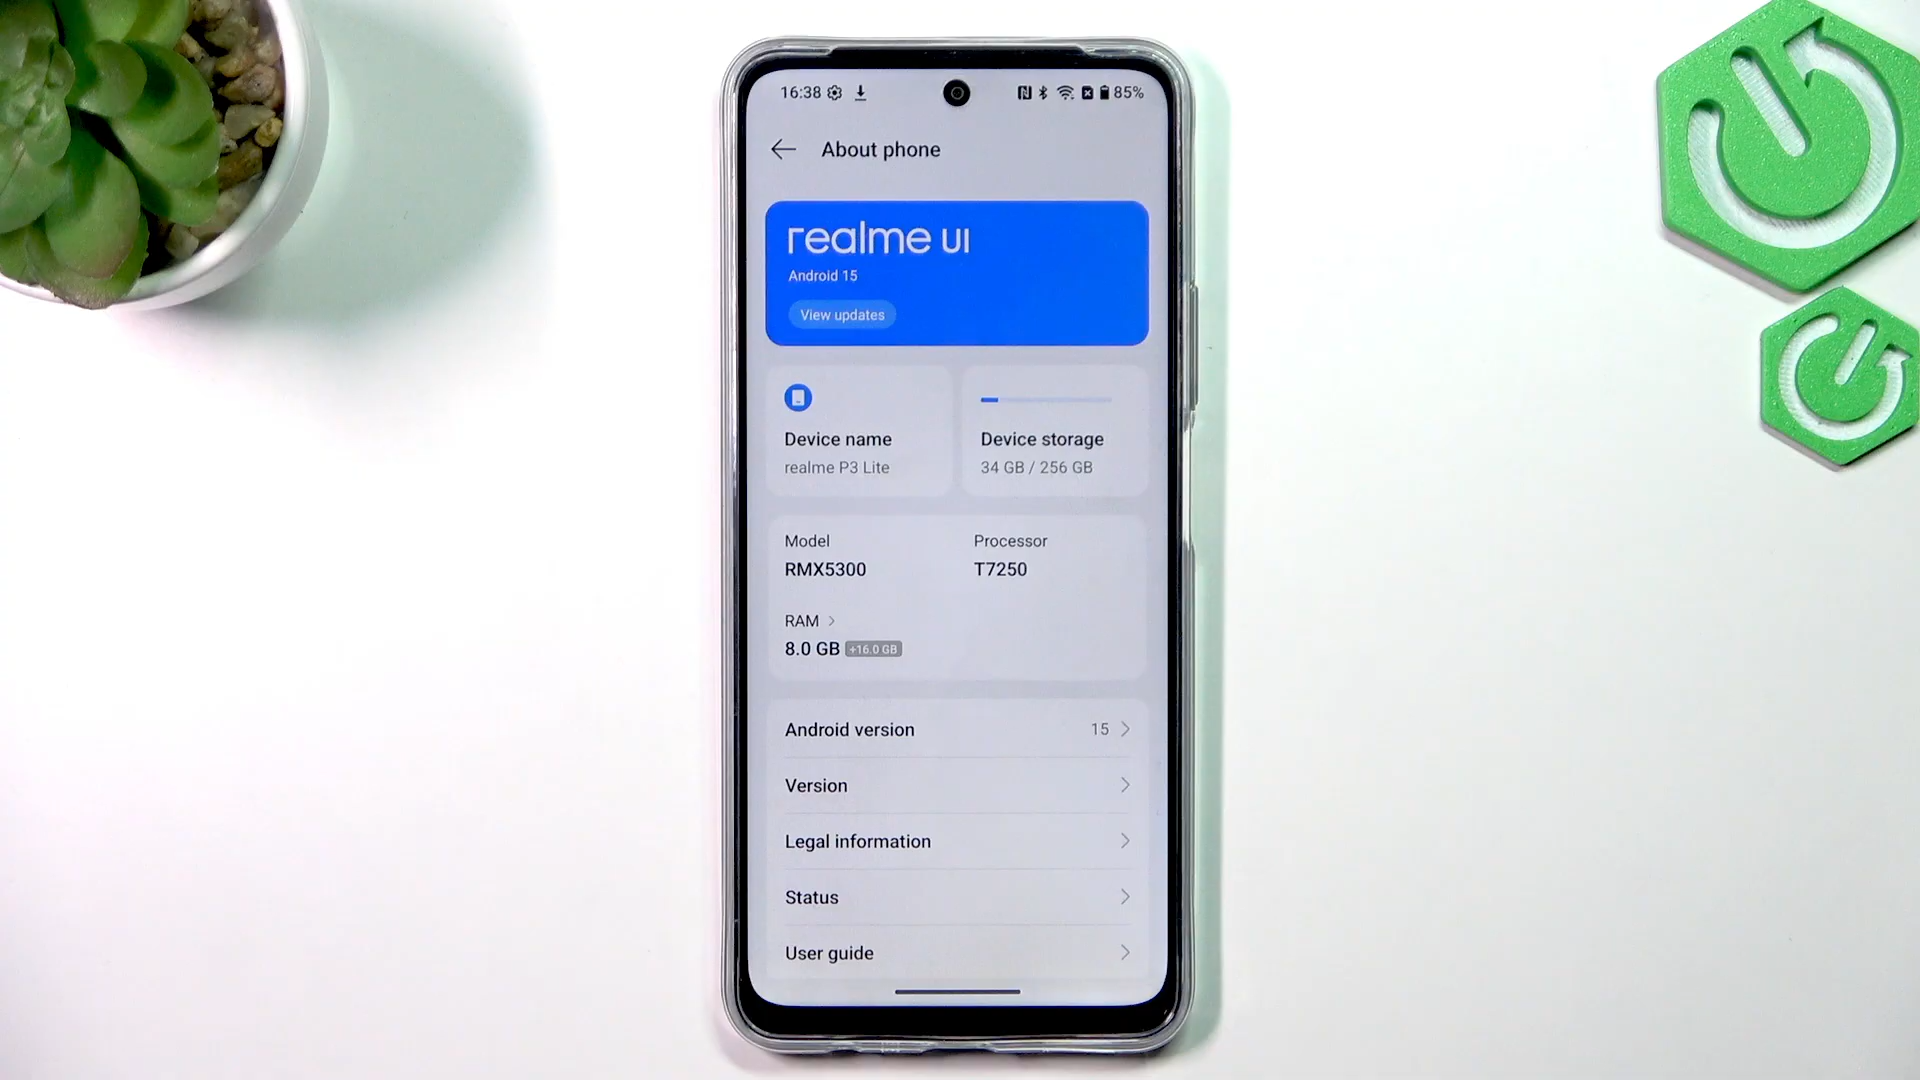 16:38 85%
About phone
realme UI
Android 15
View updates
Device name
realme P3 Lite
Device storage
34 GB / 256 GB
Model
RMX5300
Processor
T7250
RAM
8.0 GB +16.0 GB
Android version 15
Version
Legal information
Status
User guide